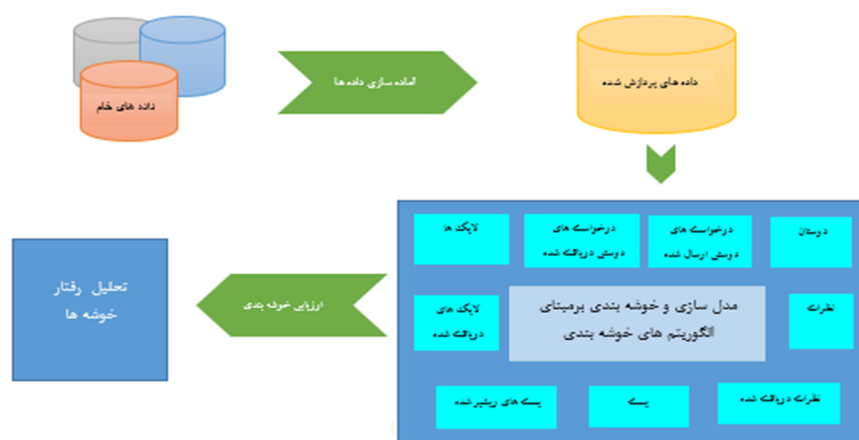 داده های خام
آماده سازی داده ها
داده های پردازش شده
دوستان
درخواست های
دوستی ارسال شده
درخواست های
دوستی دریافت شده
لایک ها
نظرات
مدل سازی و خوشه بندی برمبنای
الگوریتم های خوشه بندی
لایک های
دریافت شده
نظرات دریافت شده
پست
پست های ریشیر شده
ارزیابی خوشه بندی
تحلیل رفتار
خوشه ها